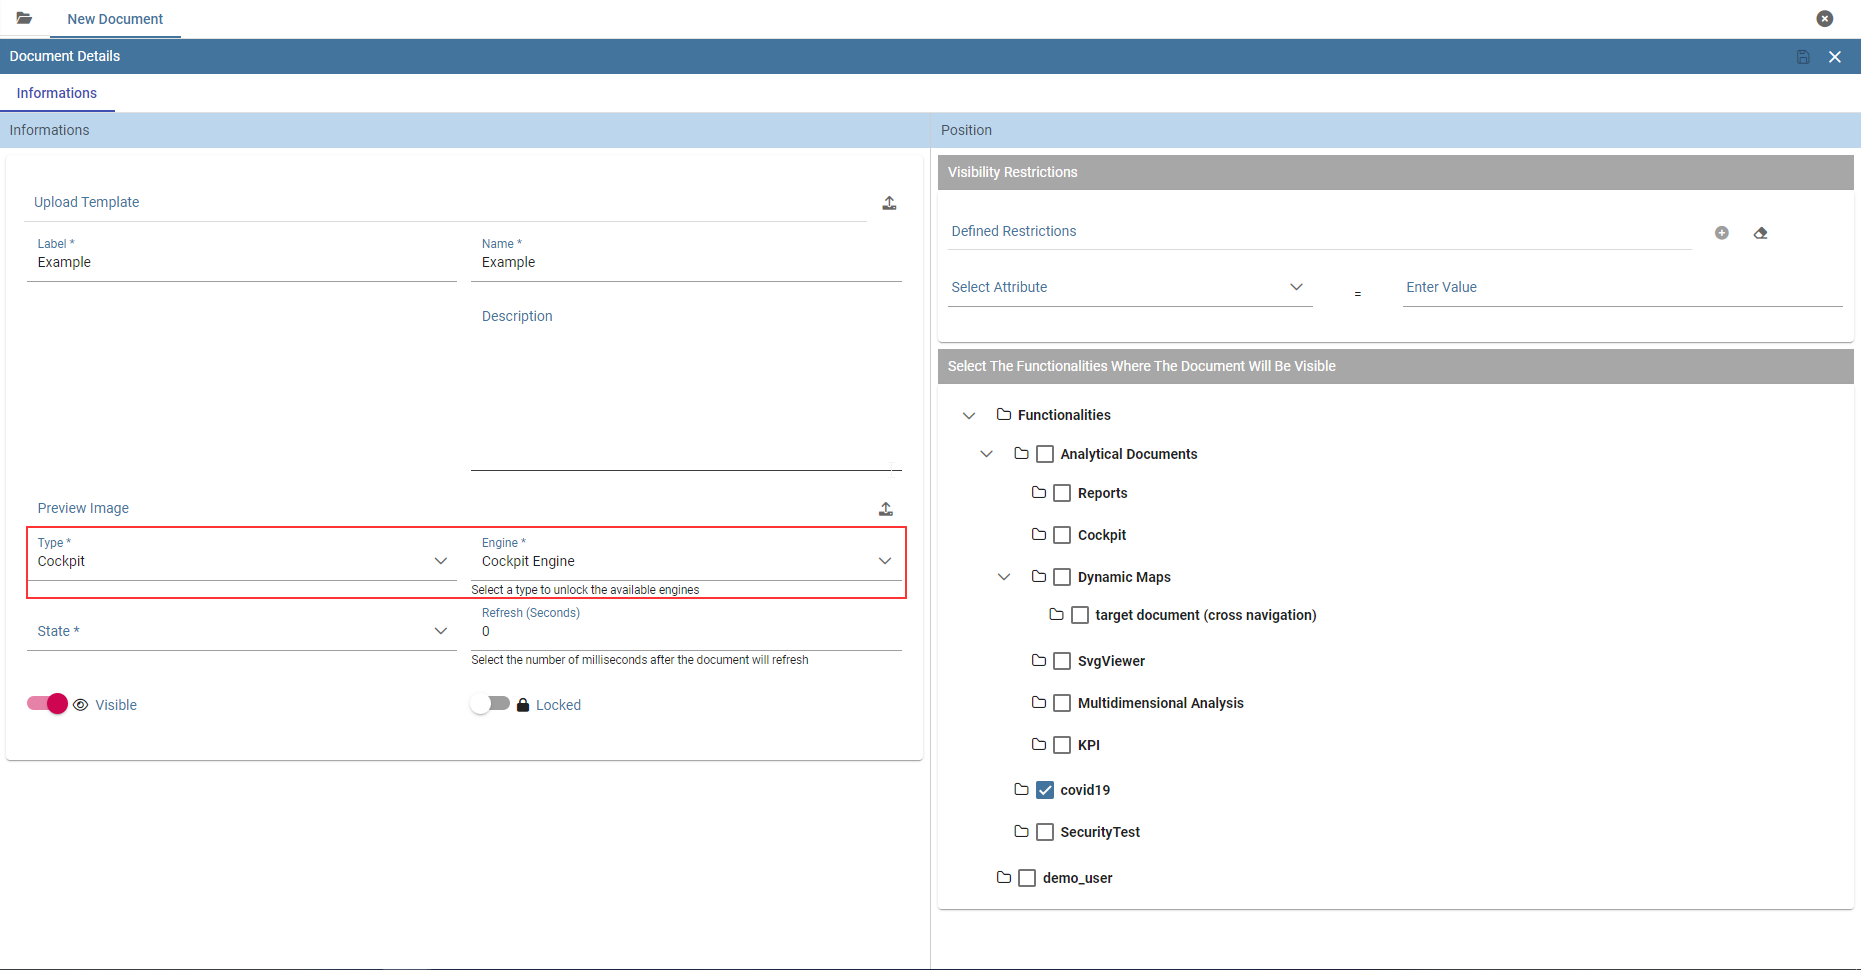 New Document
Document Details
Informations
Informations
Upload Template
Label *
Example
Name *
Example
Description
Preview Image
Type *
Cockpit
Engine *
Cockpit Engine
Select a type to unlock the available engines
State *
Refresh (Seconds)
0
Select the number of milliseconds after the document will refresh
Visible
Locked
Position
Visibility Restrictions
Defined Restrictions
Select Attribute
=
Enter Value
Select The Functionalities Where The Document Will Be Visible
Functionalities
Analytical Documents
Reports
Cockpit
Dynamic Maps
target document (cross navigation)
SvgViewer
Multidimensional Analysis
KPI
covid19
SecurityTest
demo_user